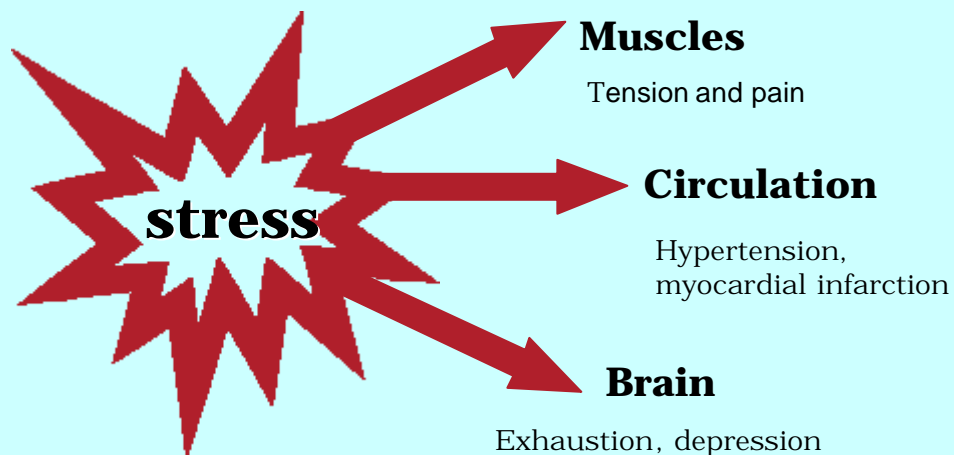 Muscles
Tension and pain
stress
Circulation
Hypertension,
myocardial infarction
Brain
Exhaustion, depression